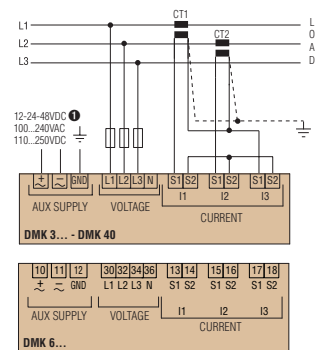 CT1
L1
L
L2
CT2
O
A
L3
D
12-24-48VDC ❶
100...240VAC
110...250VDC
+ – GND L1 L2 L3 N S1 S2 S1 S2 S1 S2
AUX SUPPLY VOLTAGE I1 I2 I3
CURRENT
DMK 3... - DMK 40
10 11 12 30 32 34 36 13 14 15 16 17 18
+ – GND L1 L2 L3 N S1 S2 S1 S2 S1 S2
AUX SUPPLY VOLTAGE I1 I2 I3
CURRENT
DMK 6...